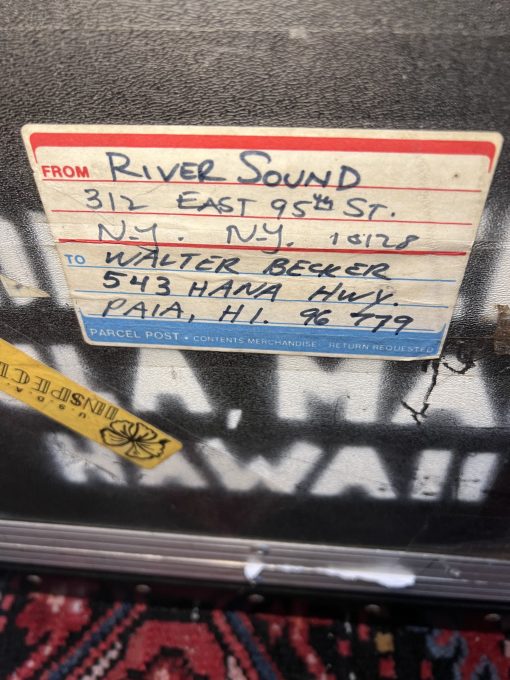 FROM RIVER SOUND
312 EAST 95th ST.
N.Y. N.Y. 10128
TO WALTER BECKER
543 HANA HWY.
PAIA, HI. 96779
PARCEL POST • CONTENTS MERCHANDISE RETURN REQUESTED
U.S.D.A.
HAWAII